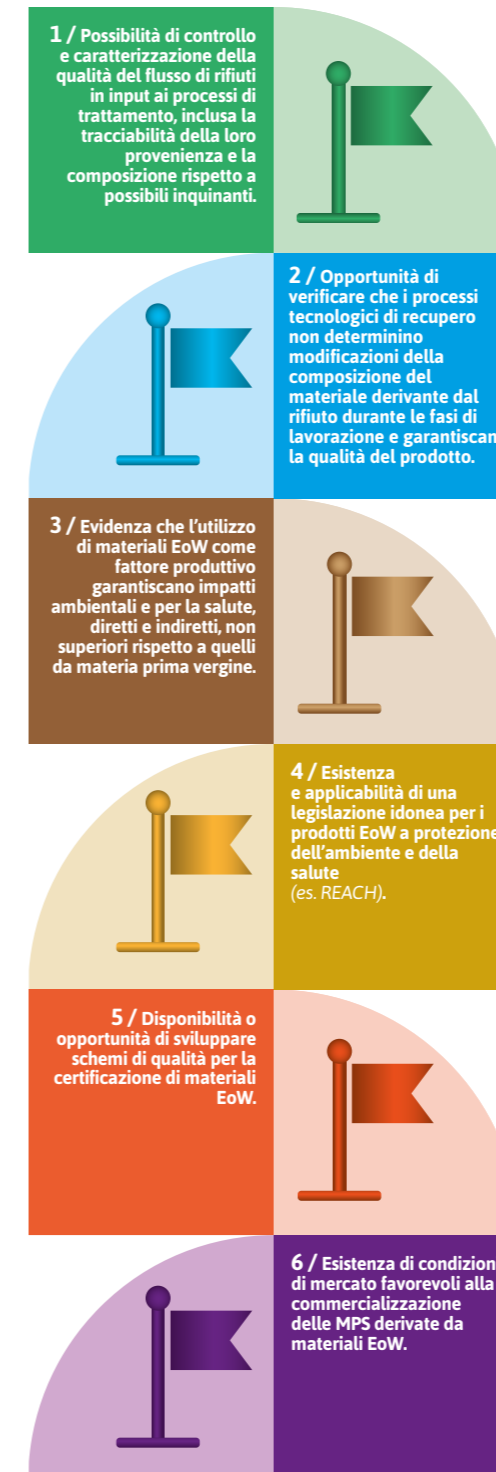 1 / Possibilità di controllo
e caratterizzazione della
qualità del flusso di rifiuti
in input ai processi di
trattamento, inclusa la
tracciabilità della loro
provenienza e la
composizione rispetto a
possibili inquinanti.
2 / Opportunità di
verificare che i processi
tecnologici di recupero
non determinino
modificazioni della
composizione del
materiale derivante dal
rifiuto durante le fasi di
lavorazione e garantiscan
la qualità del prodotto.
3 / Evidenza che l’utilizzo
di materiali EoW come
fattore produttivo
garantiscano impatti
ambientali e per la salute,
diretti e indiretti, non
superiori rispetto a quelli
da materia prima vergine.
4 / Esistenza
e applicabilità di una
legislazione idonea per i
prodotti EoW a protezione
dell’ambiente e della
salute
(es. REACH).
5 / Disponibilità o
opportunità di sviluppare
schemi di qualità per la
certificazione di materiali
EoW.
6 / Esistenza di condizion
di mercato favorevoli alla
commercializzazione
delle MPS derivate da
materiali EoW.